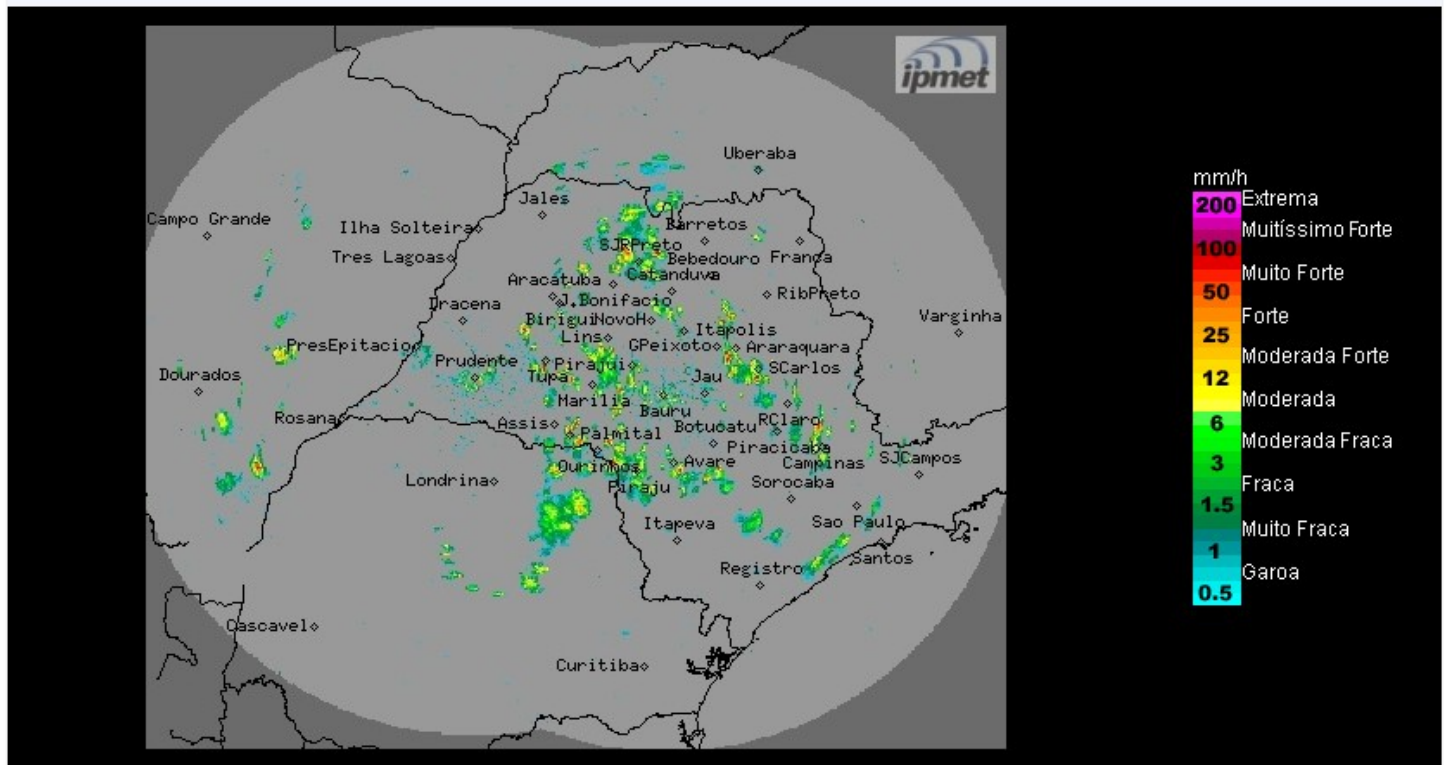 ipmet
Uberaba
Jales
Campo Grande
Ilha Solteira
Barretos
SJRPreto
Tres Lagoas
Bebedouro
Franca
Catanduva
Aracatuba
J.Bonifacio
RibPreto
Dracena
Birigui
NovoH
Itapolis
Varginha
Lins
PresEpitacio
GPeixoto
Araraquara
Prudente
Pirajui
SCarlos
Dourados
Tupa
Jau
Marilia
Bauru
Rosana
Assis
Palmital
Botucatu
RClaro
Piracicaba
Ourinhos
Avare
Campinas
SJCampos
Londrina
Piraju
Sorocaba
Itapeva
Sao Paulo
Santos
Registro
Cascavel
Curitiba
mm/h
200 Extrema
Muitíssimo Forte
100
Muito Forte
50
Forte
25
Moderada Forte
12
Moderada
6
Moderada Fraca
3
Fraca
1.5
Muito Fraca
1
Garoa
0.5